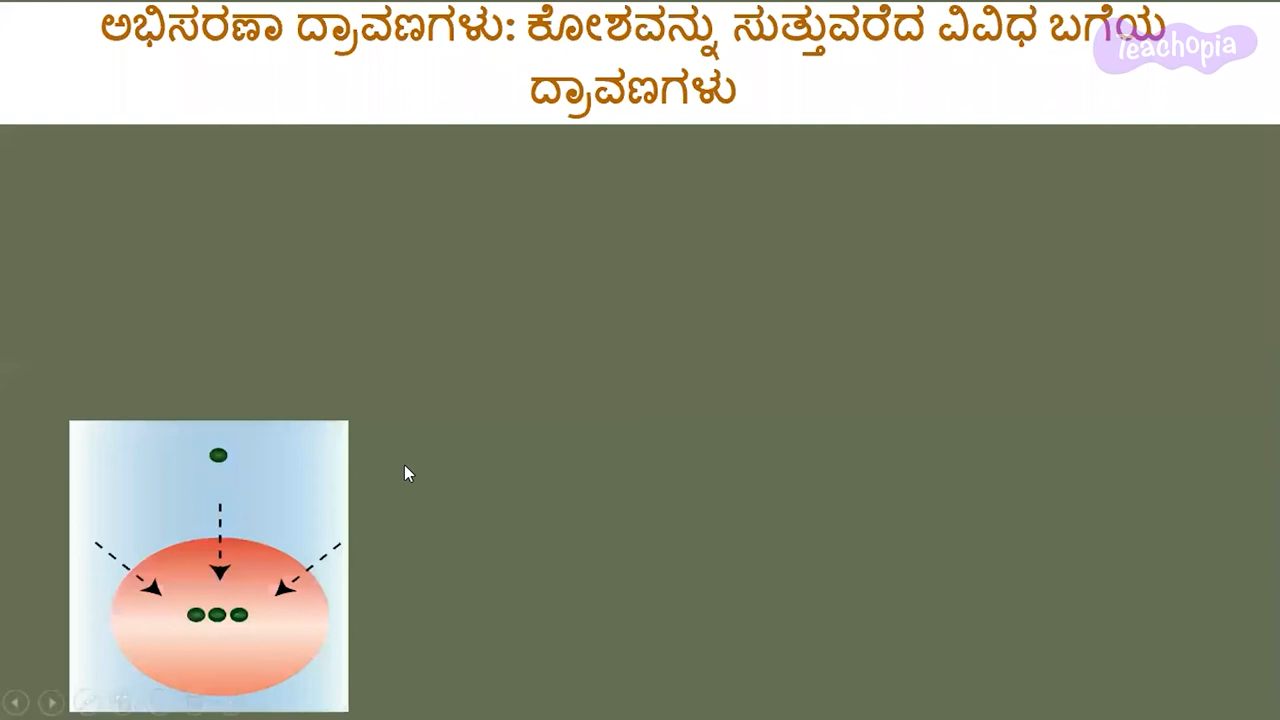 ಅಭಿಸರಣಾ ದ್ರಾವಣಗಳು: ಕೋಶವನ್ನು ಸುತ್ತುವರೆದ ವಿವಿಧ ಬಗೆಯ
ದ್ರಾವಣಗಳು
Teachopia